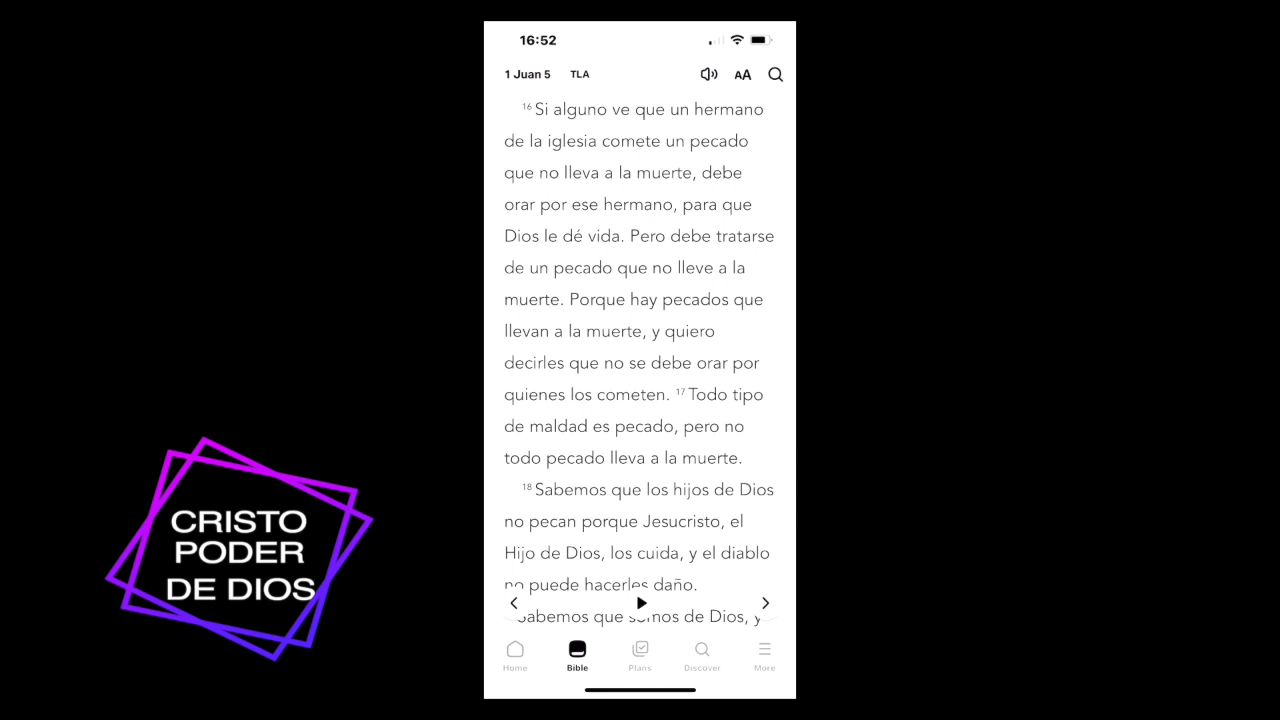 16:52
1 Juan 5 TLA AA
16 Si alguno ve que un hermano
de la iglesia comete un pecado
que no lleva a la muerte, debe
orar por ese hermano, para que
Dios le dé vida. Pero debe tratarse
de un pecado que no lleve a la
muerte. Porque hay pecados que
llevan a la muerte, y quiero
decirles que no se debe orar por
quienes los cometen. 17 Todo tipo
de maldad es pecado, pero no
todo pecado lleva a la muerte.
18 Sabemos que los hijos de Dios
no pecan porque Jesucristo, el
Hijo de Dios, los cuida, y el diablo
no puede hacerles daño.
Sabemos que somos de Dios, y
Home Bible Plans Discover More
CRISTO
PODER
DE DIOS